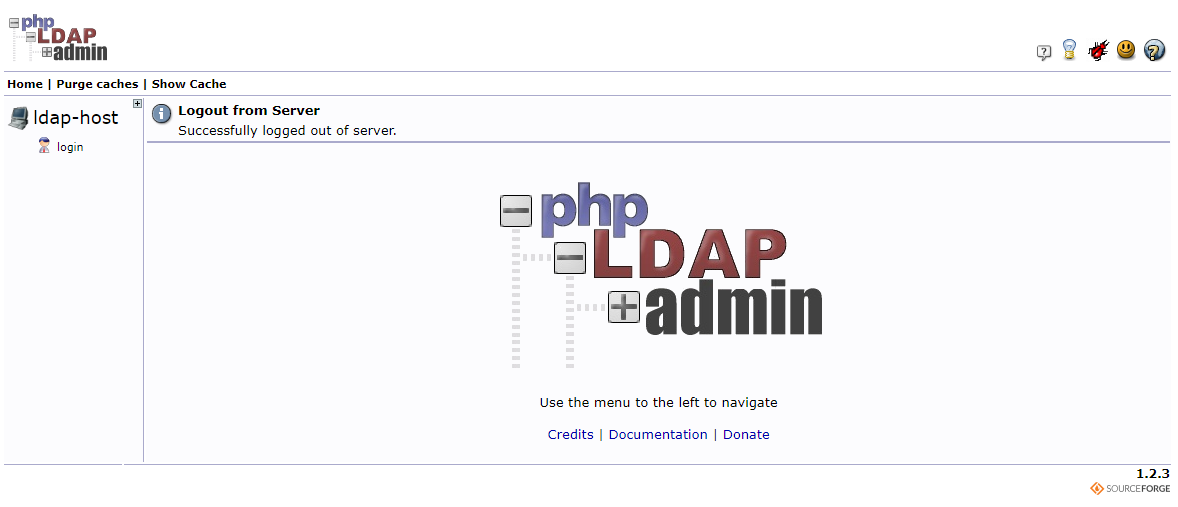 php
LDAP
admin
Home | Purge caches | Show Cache
ldap-host
login
Logout from Server
Successfully logged out of server.
php
LDAP
admin
Use the menu to the left to navigate
Credits | Documentation | Donate
1.2.3
SOURCEFORGE